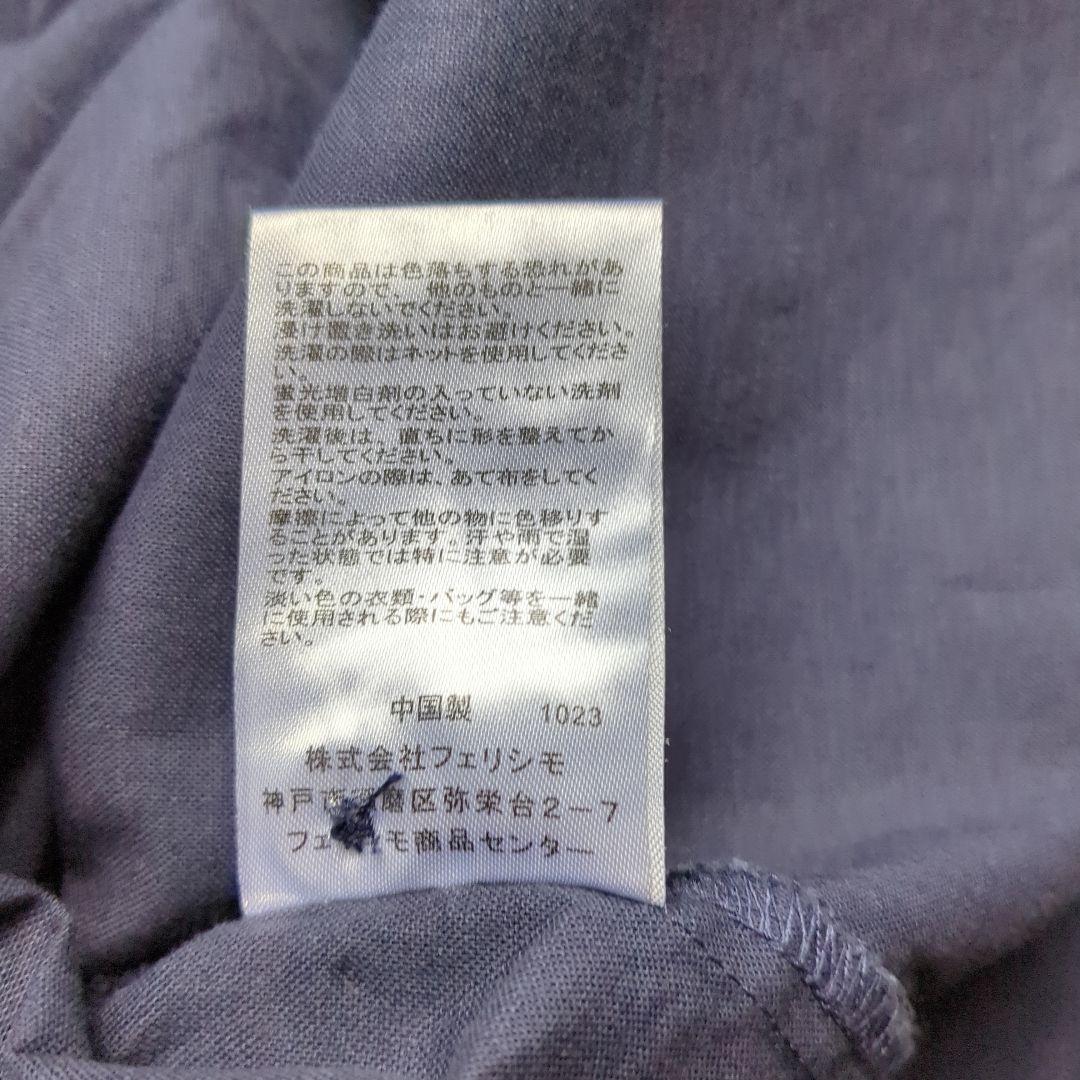 この商品は色落ちする恐れがあ
りますので、他のものと一緒に
洗濯しないでください。
漬け置き洗いはお避けください。
洗濯の際はネットを使用してくださ
い。
蛍光増白剤の入っていない洗剤
を使用してください。
洗濯後は、直ちに形を整えてか
ら干してください。
アイロンの際は、あて布をしてく
ださい。
摩擦によって他の物に色移りす
ることがあります。汗や雨で湿
った状態では特に注意が必要
です。
淡い色の衣類・バッグ等を一緒
に使用される際にもご注意くだ
さい。
中国製 1023
株式会社フェリシモ
神戸 磨区弥栄台2-7
フェ シモ商品センター